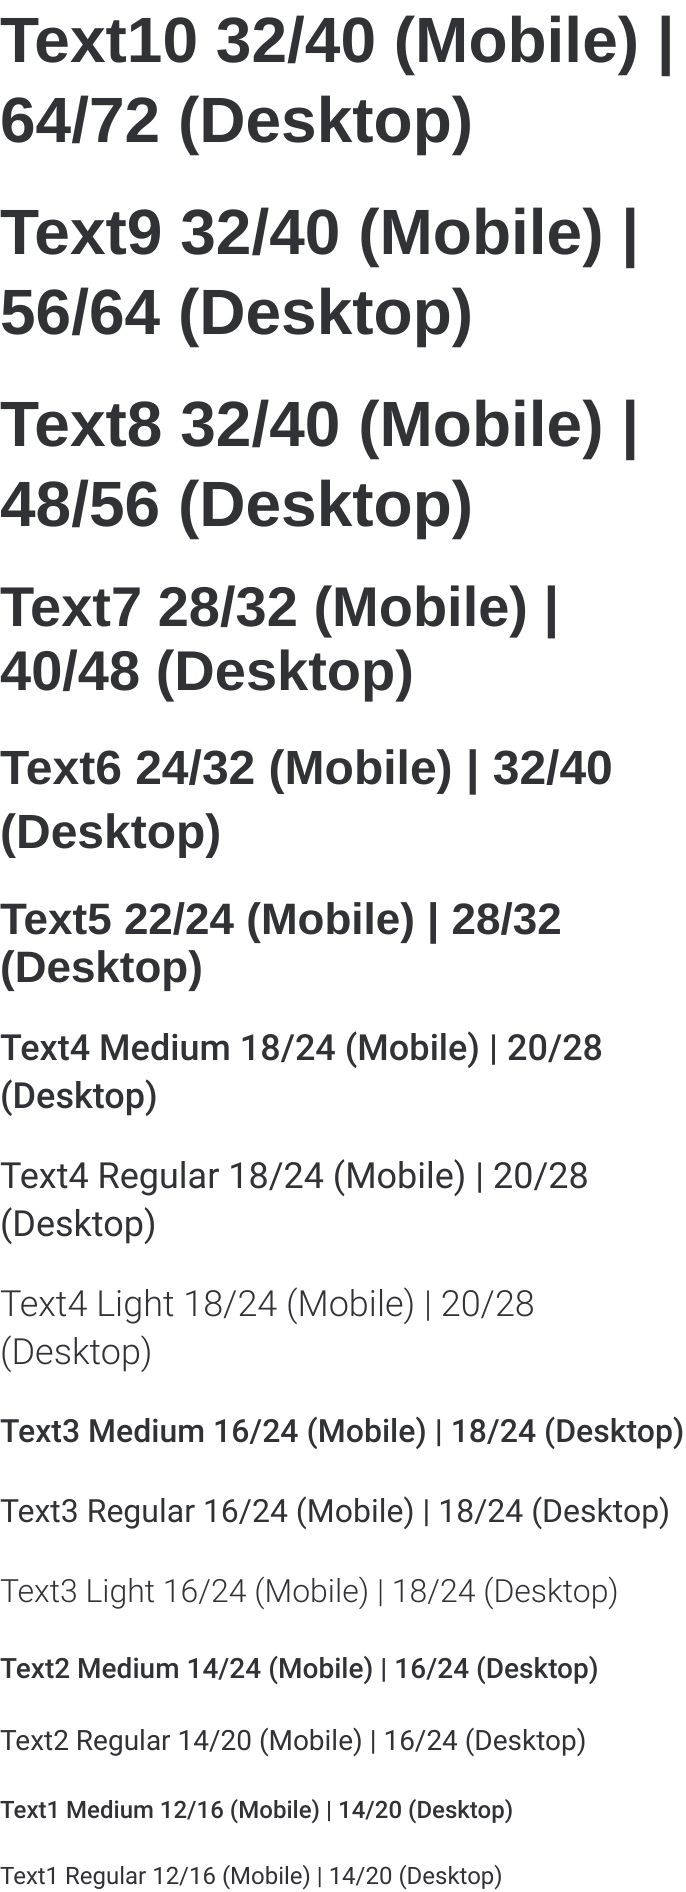 Text10 32/40 (Mobile) |
64/72 (Desktop)
Text9 32/40 (Mobile) |
56/64 (Desktop)
Text8 32/40 (Mobile) |
48/56 (Desktop)
Text7 28/32 (Mobile) |
40/48 (Desktop)
Text6 24/32 (Mobile) | 32/40
(Desktop)
Text5 22/24 (Mobile) | 28/32
(Desktop)
Text4 Medium 18/24 (Mobile) | 20/28
(Desktop)
Text4 Regular 18/24 (Mobile) | 20/28
(Desktop)
Text4 Light 18/24 (Mobile) | 20/28
(Desktop)
Text3 Medium 16/24 (Mobile) | 18/24 (Desktop)
Text3 Regular 16/24 (Mobile) | 18/24 (Desktop)
Text3 Light 16/24 (Mobile) | 18/24 (Desktop)
Text2 Medium 14/24 (Mobile) | 16/24 (Desktop)
Text2 Regular 14/20 (Mobile) | 16/24 (Desktop)
Text1 Medium 12/16 (Mobile) | 14/20 (Desktop)
Text1 Regular 12/16 (Mobile) | 14/20 (Desktop)